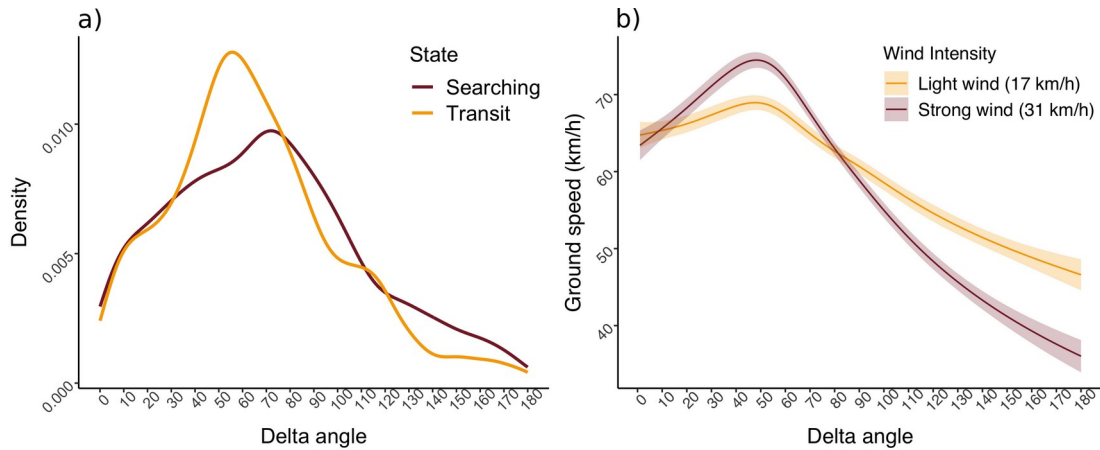 a)
State
Searching
Transit
Density
0.010
0.005
0.000
0 10 20 30 40 50 60 70 80 90 100 110 120 130 140 150 160 170 180
Delta angle
b)
Wind Intensity
Light wind (17 km/h)
Strong wind (31 km/h)
Ground speed (km/h)
70
60
50
40
0 10 20 30 40 50 60 70 80 90 100 110 120 130 140 150 160 170 180
Delta angle